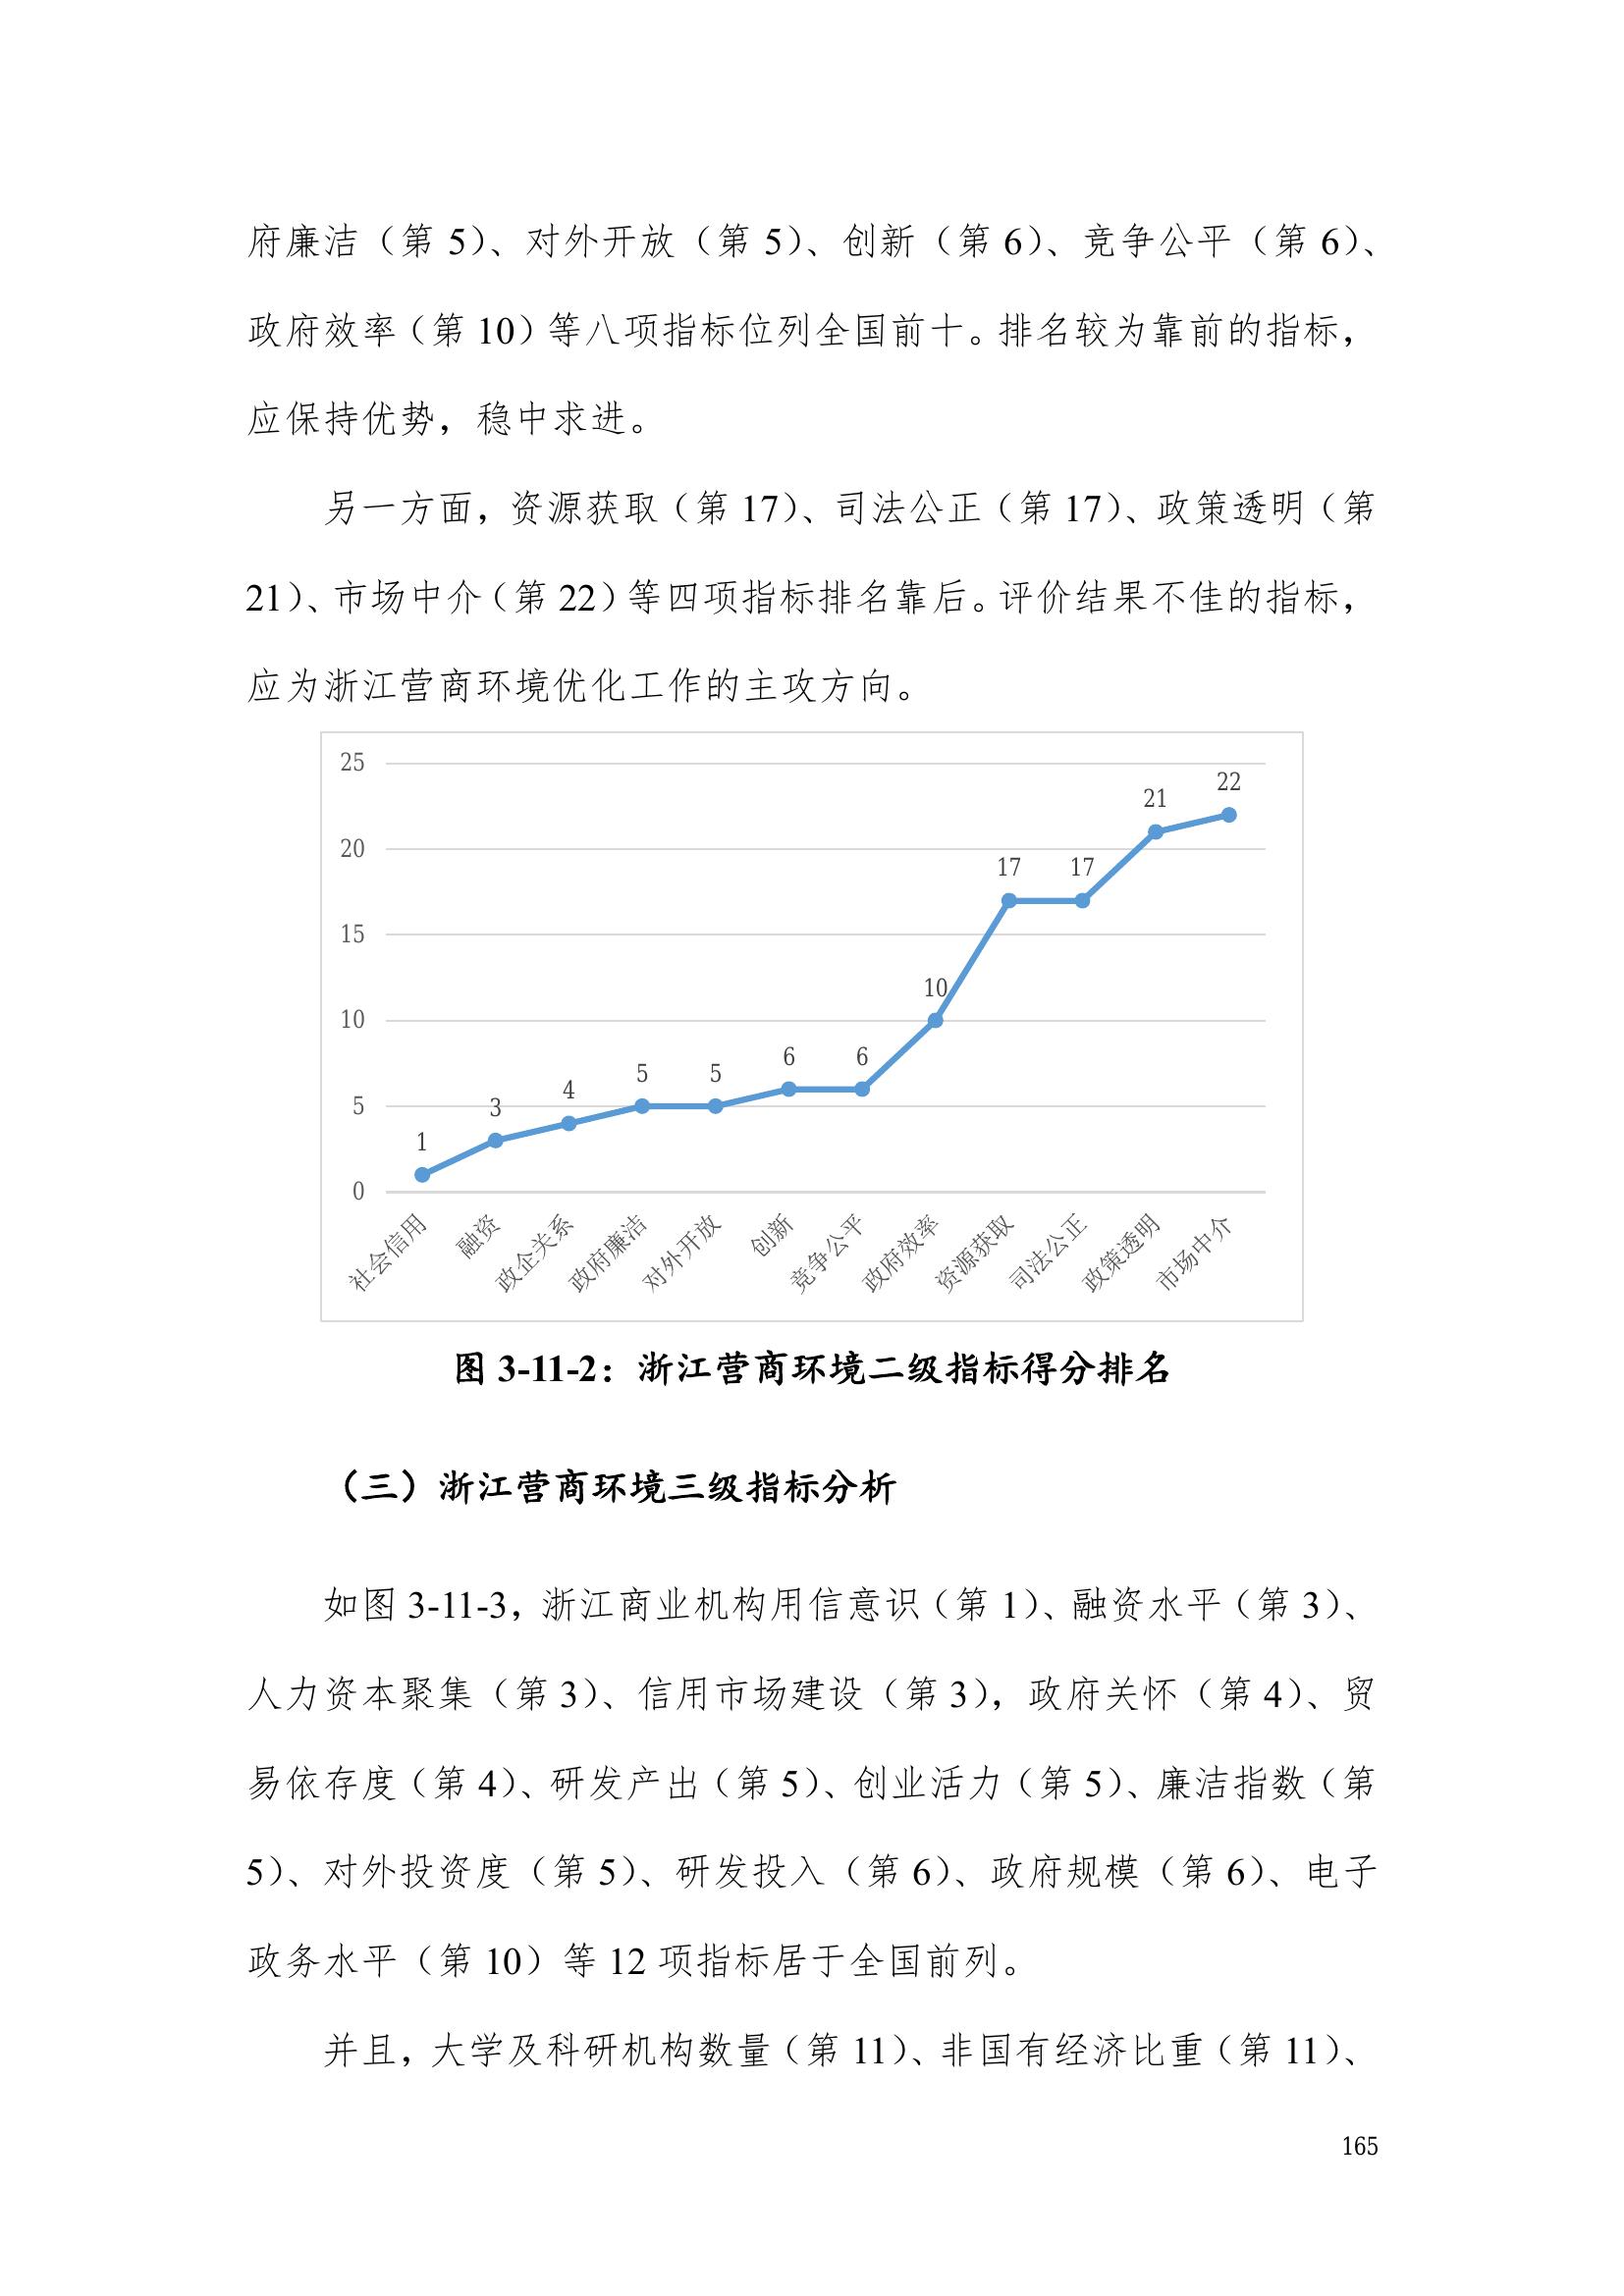 府廉洁（第 5）、对外开放（第 5）、创新（第 6）、竞争公平（第 6）、
政府效率（第 10）等八项指标位列全国前十。排名较为靠前的指标，
应保持优势，稳中求进。
另一方面，资源获取（第 17）、司法公正（第 17）、政策透明（第
21）、市场中介（第 22）等四项指标排名靠后。评价结果不佳的指标，
应为浙江营商环境优化工作的主攻方向。
25
20
15
10
5
0
1
3
4
5
5
6
6
10
17
17
21
22
社会信用
融资
政企关系
政府廉洁
对外开放
创新
竞争公平
政府效率
资源获取
司法公正
政策透明
市场中介
图 3-11-2：浙江营商环境二级指标得分排名
（三）浙江营商环境三级指标分析
如图 3-11-3，浙江商业机构用信意识（第 1）、融资水平（第 3）、
人力资本聚集（第 3）、信用市场建设（第 3），政府关怀（第 4）、贸
易依存度（第 4）、研发产出（第 5）、创业活力（第 5）、廉洁指数（第
5）、对外投资度（第 5）、研发投入（第 6）、政府规模（第 6）、电子
政务水平（第 10）等 12 项指标居于全国前列。
并且，大学及科研机构数量（第 11）、非国有经济比重（第 11）、
165